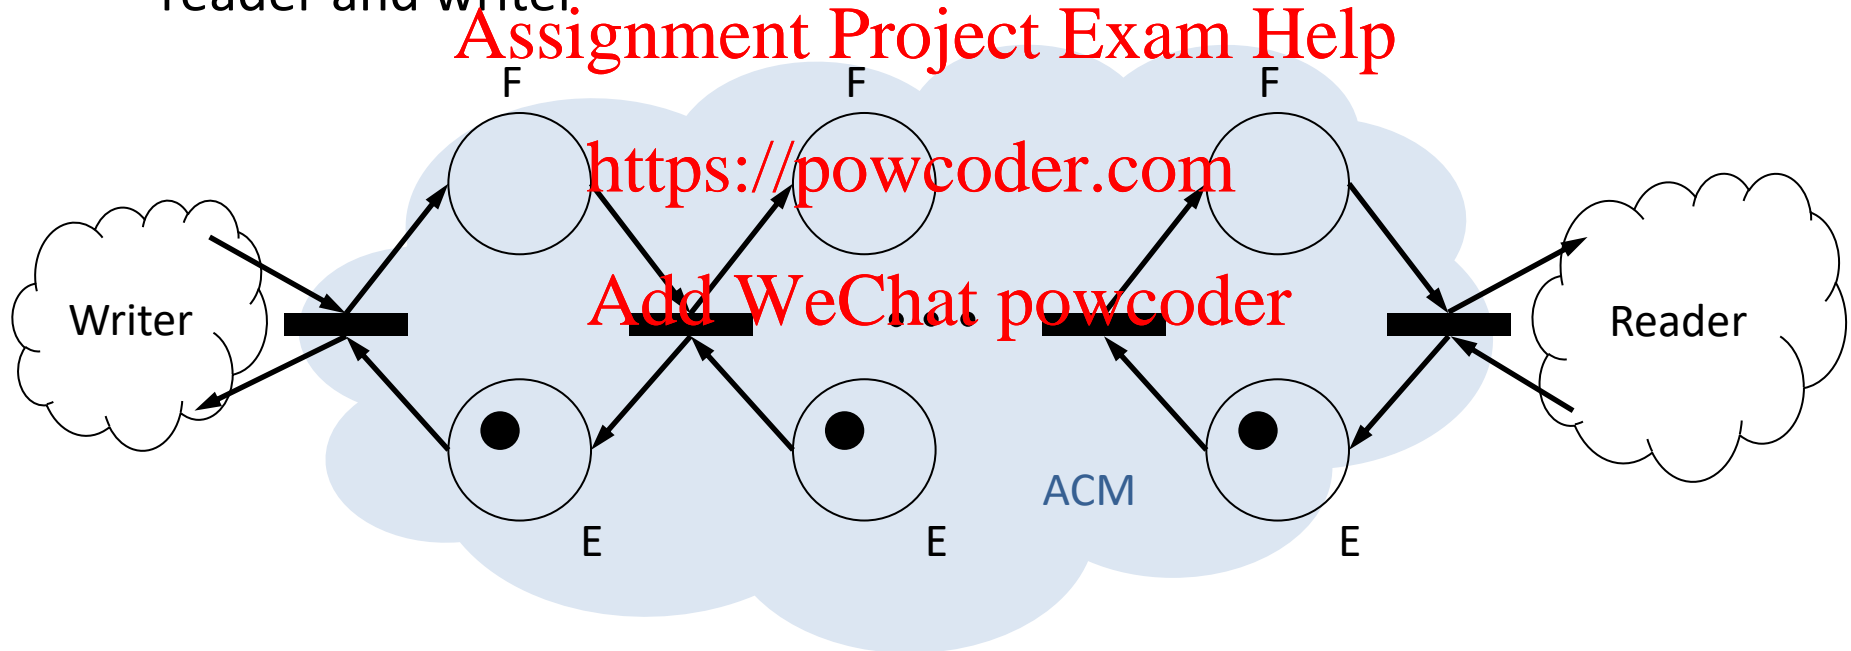 reader and writer
Assignment Project Exam Help
F F F
https://powcoder.com
Add WeChat powcoder
Writer Reader
ACM
E E E